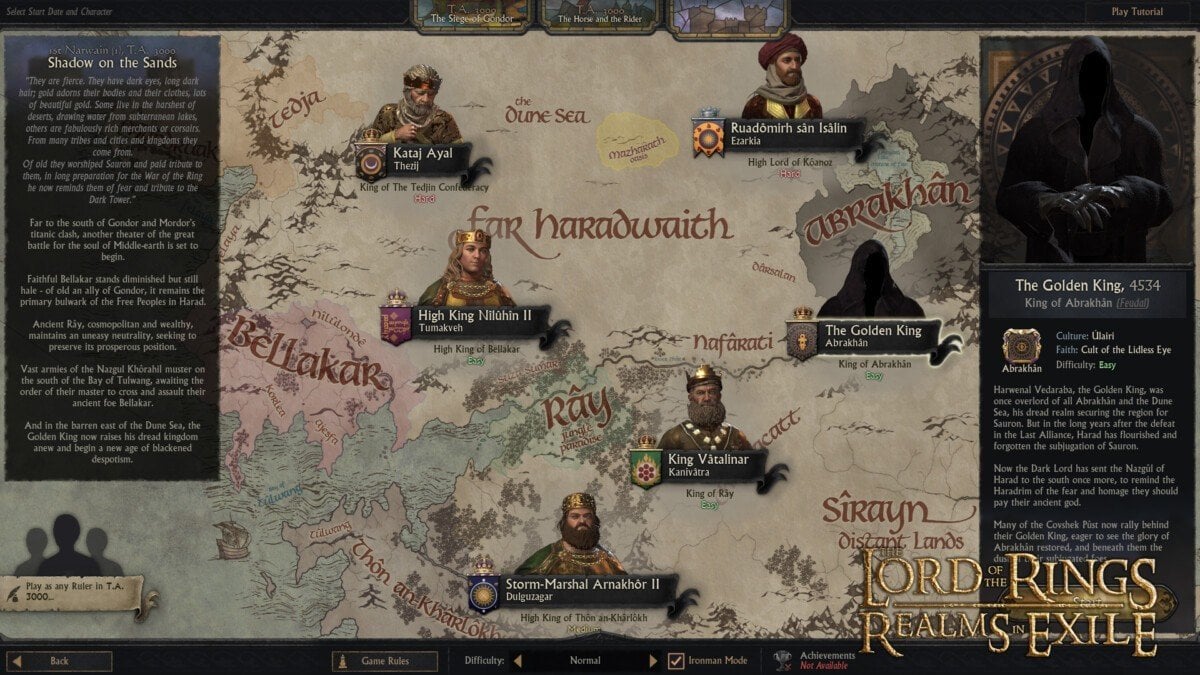 Select Start Date and Character
T.A. 3000
The Siege of Gondor
T.A. 3000
The Horse and the Rider
Play Tutorial
1st Narwain (1), T.A. 3000
Shadow on the Sands
"They are fierce. They have dark eyes, long dark
hair; gold adorns their bodies and their clothes, lots
of beautiful gold. Some live in the harshest of
deserts, drawing water from subterranean lakes,
others are fabulously rich merchants or corsairs.
From many tribes and cities and kingdoms they
come from.
Of old they worshiped Sauron and paid tribute to
them, in long preparation for the War of the Ring
he now reminds them of fear and tribute to the
Dark Tower."
Far to the south of Gondor and Mordor's
titanic clash, another theater of the great
battle for the soul of Middle-earth is set to
begin.
Faithful Bellakar stands diminished but still
hale - of old an ally of Gondor, it remains the
primary bulwark of the Free Peoples in Harad.
Ancient Rây, cosmopolitan and wealthy,
maintains an uneasy neutrality, seeking to
preserve its prosperous position.
Vast armies of the Nazgul Khôrahil muster on
the south of the Bay of Tulwang, awaiting the
order of their master to cross and assault their
ancient foe Bellakar.
And in the barren east of the Dune Sea, the
Golden King now raises his dread kingdom
anew and begin a new age of blackened
despotism.
Play as any Ruler in T.A.
3000...
Tedja
the
Dune Sea
Mazharath
oasis
Kataj Ayal
Thezij
King of The Tedjin Confederacy
Hard
Ruadômirh sân Isâlin
Ezarkia
High Lord of Kôanoz
Hard
Far Haradwaith
Abrakhân
Dârsalan
High King Nilûhin II
Tumakveh
High King of Bellakar
Easy
Nilûlondê
Bellakar
Nafârati
The Golden King
Abrakhân
King of Abrakhân
Easy
Rây
King Vâtalinar
Kanivâtra
King of Rây
Easy
Sîrayn
Distant Lands
Tûlwang
Thôn an-Khârlôkh
Storm-Marshal Arnakhôr II
Dulguzagar
High King of Thôn an-Khârlôkh
Medium
The Golden King, 4534
King of Abrakhân (Feudal)
Abrakhân
Culture: Úlairi
Faith: Cult of the Lidless Eye
Difficulty: Easy
Harwenal Vedaraba, the Golden King, was
once overlord of all Abrakhân and the Dune
Sea, his dread realm securing the region for
Sauron. But in the long years after the defeat
in the Last Alliance, Harad has flourished and
forgotten the subjugation of Sauron.
Now the Dark Lord has sent the Nazgûl of
Harad to the south once more, to remind the
Haradrim of the fear and homage they should
pay their ancient god.
Many of the Covshek Pûst now rally behind
their Golden King, eager to see the glory of
Abrakhân restored, and beneath them the
The Lord of the Rings
Realms in Exile
Back
Game Rules
Difficulty:
Normal
Ironman Mode
Achievements
Not Available